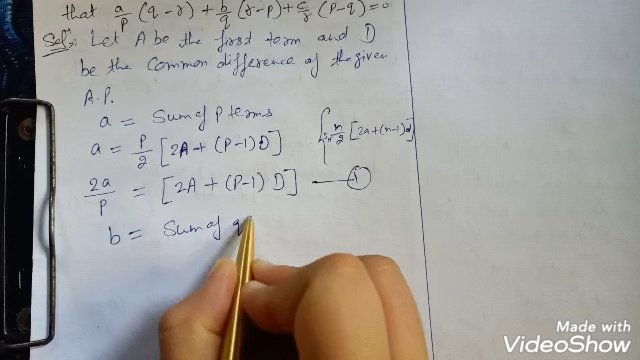 that a/p (q-r) + b/q (r-p) + c/r (p-q) = 0
Solⁿ: Let A be the first term and D
be the common difference of the given
A.P.
a = Sum of p terms
a = P/2 [2A + (P-1) D]
n/2 [2a+(n-1)d]
2a/P = [2A + (P-1) D] — ①
b = Sum of q
Made with
VideoShow